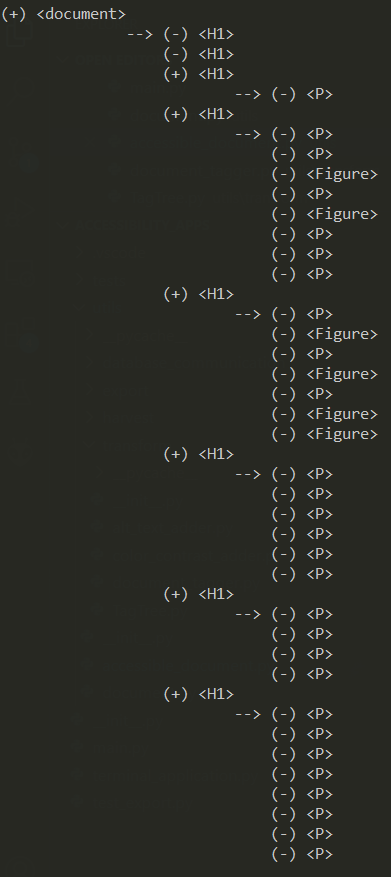 (+) <document>
--> (-) <H1>
(-) <H1>
(+) <H1>
--> (-) <P>
(+) <H1>
--> (-) <P>
(-) <P>
(-) <Figure>
(-) <P>
(-) <Figure>
(-) <P>
(-) <P>
(-) <P>
(+) <H1>
--> (-) <P>
(-) <Figure>
(-) <P>
(-) <Figure>
(-) <P>
(-) <Figure>
(-) <Figure>
(+) <H1>
--> (-) <P>
(-) <P>
(-) <P>
(-) <P>
(-) <P>
(-) <P>
(+) <H1>
--> (-) <P>
(-) <P>
(-) <P>
(-) <P>
(+) <H1>
--> (-) <P>
(-) <P>
(-) <P>
(-) <P>
(-) <P>
(-) <P>
(-) <P>
(-) <P>